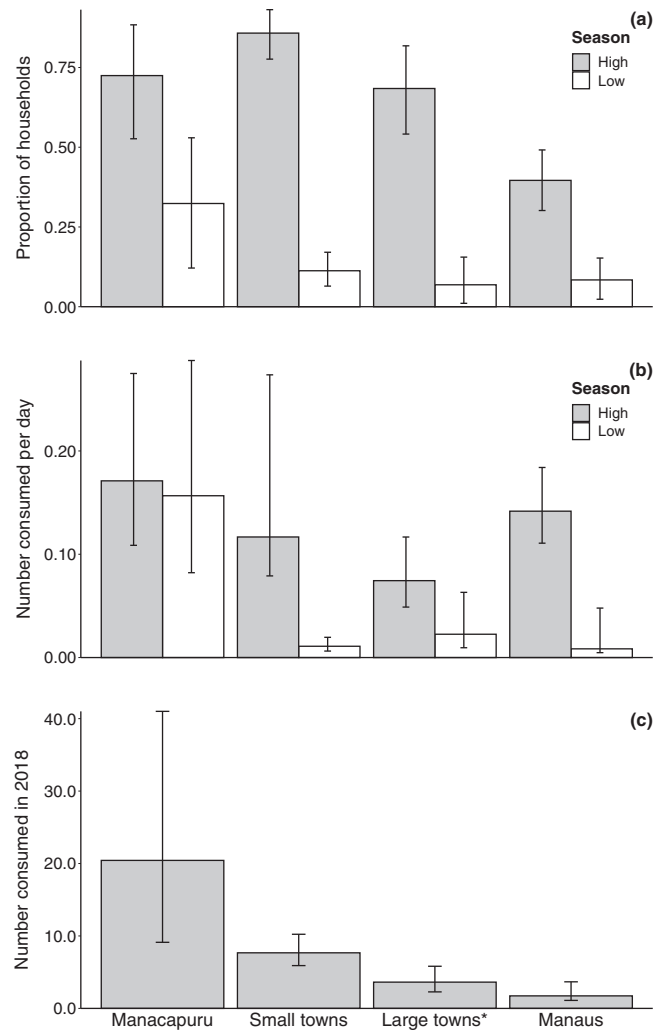 (a)
Season
High
Low
Proportion of households
0.75
0.50
0.25
0.00
(b)
Season
High
Low
Number consumed per day
0.20
0.10
0.00
(c)
Number consumed in 2018
40.0
30.0
20.0
10.0
0.0
Manacapuru Small towns Large towns* Manaus